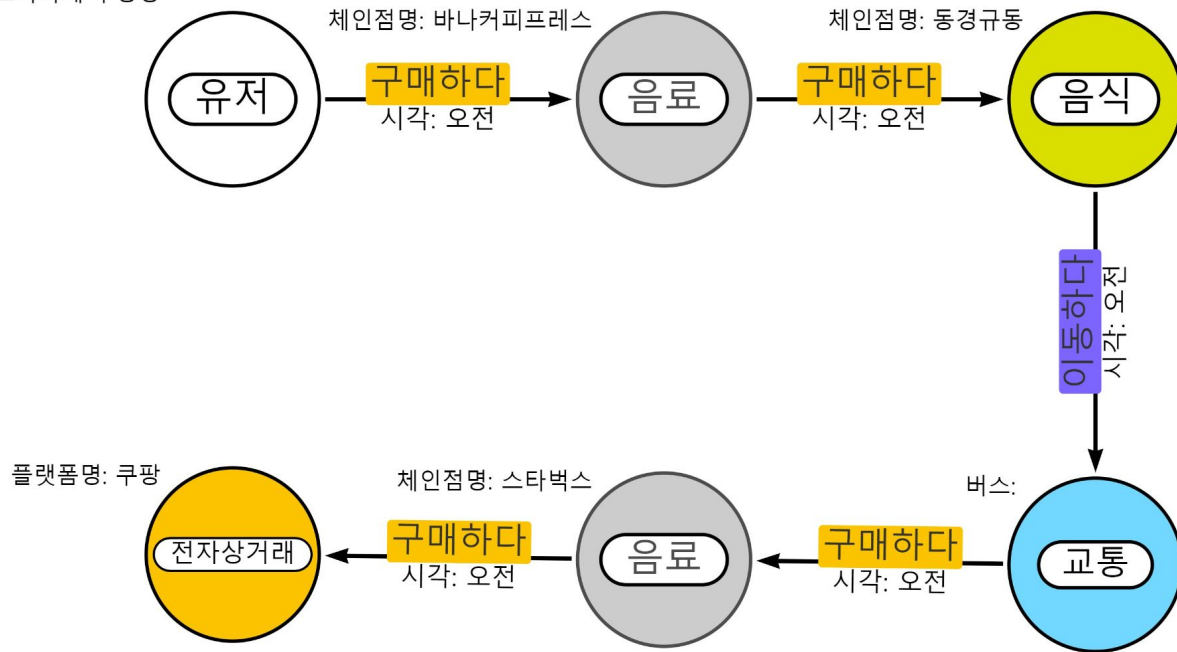 체인점명: 바나커피프레스
체인점명: 동경규동
유저
구매하다
시각: 오전
음료
구매하다
시각: 오전
음식
이동하다
시각: 오전
플랫폼명: 쿠팡
체인점명: 스타벅스
버스:
전자상거래
구매하다
시각: 오전
음료
구매하다
시각: 오전
교통